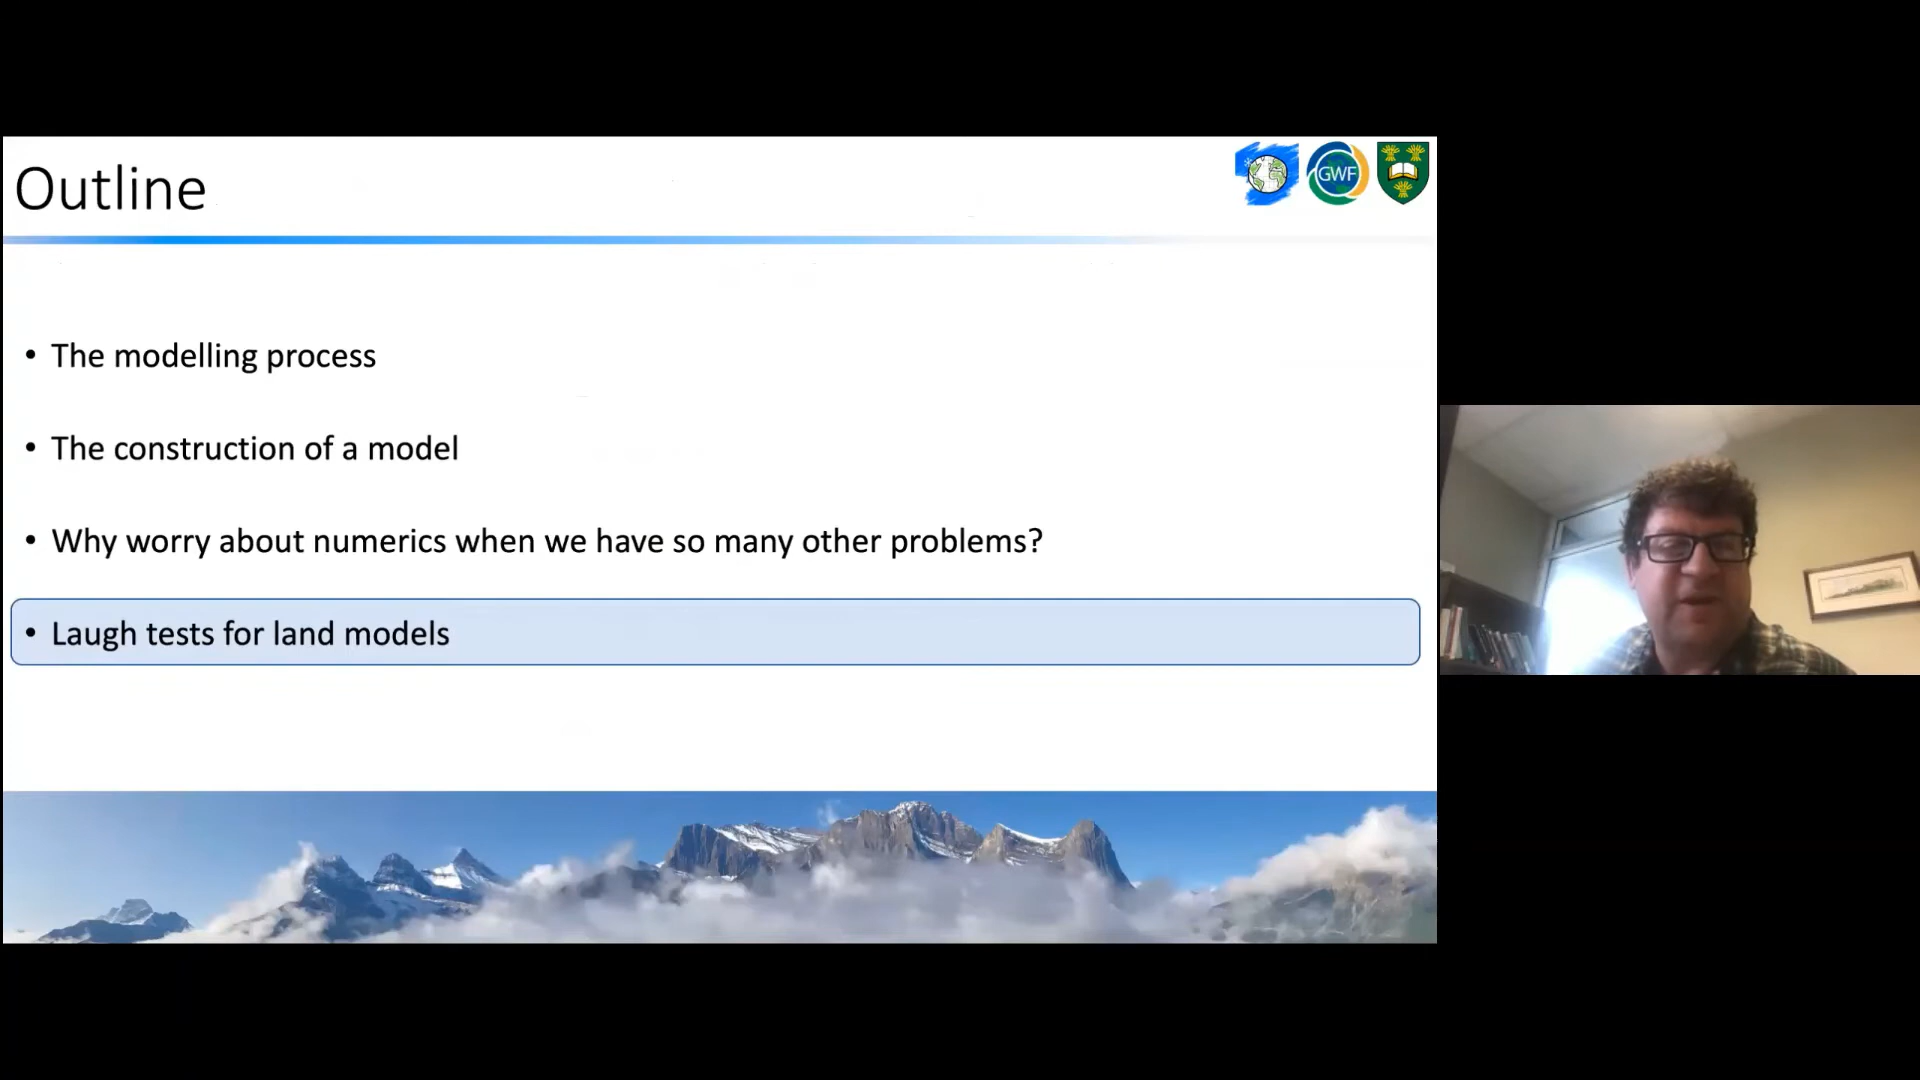 Outline
GWF
• The modelling process
• The construction of a model
• Why worry about numerics when we have so many other problems?
• Laugh tests for land models